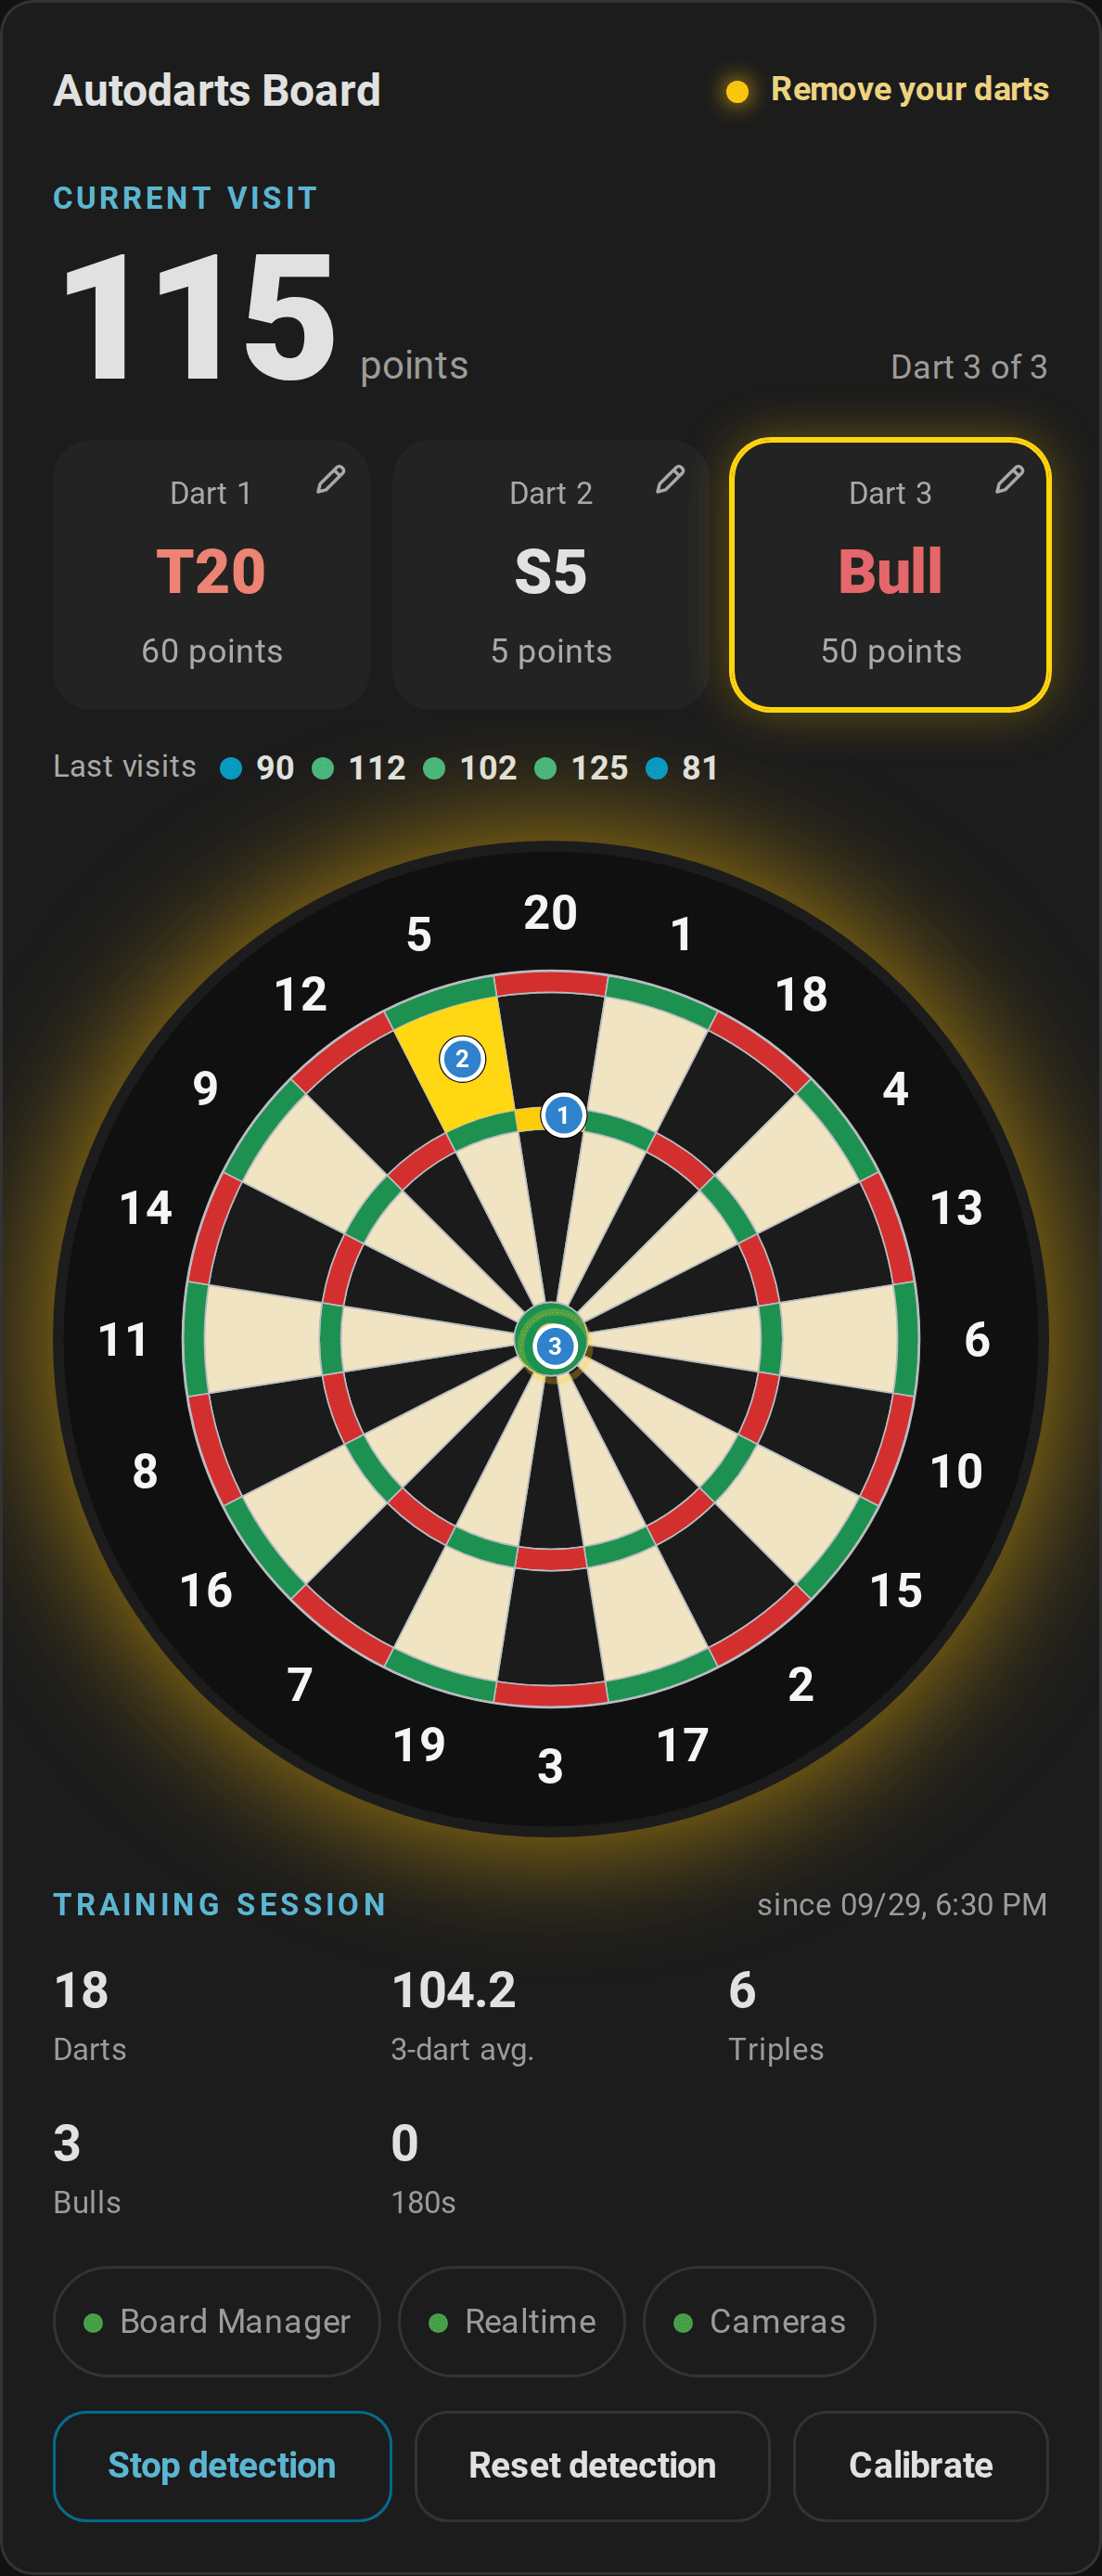 Autodarts Board
Remove your darts
CURRENT VISIT
115 points
Dart 3 of 3
Dart 1
T20
60 points
Dart 2
S5
5 points
Dart 3
Bull
50 points
Last visits 90 112 102 125 81
20
5 1
12 18
9 4
2
1
14 13
11 6
3
8 10
16 15
7 2
19 17
3
TRAINING SESSION
since 09/29, 6:30 PM
18
Darts
104.2
3-dart avg.
6
Triples
3
Bulls
0
180s
Board Manager
Realtime
Cameras
Stop detection
Reset detection
Calibrate